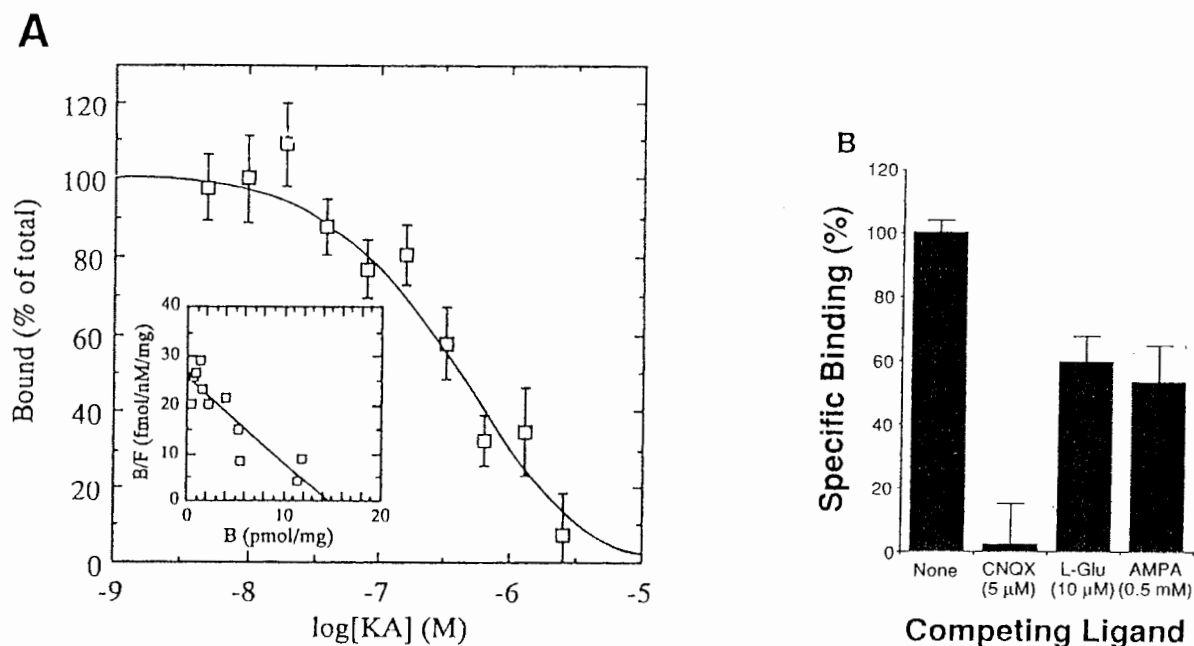 A
Bound (% of total)
120
100
80
60
40
20
0
-9
-8
-7
-6
-5
log[KA] (M)
B/F (fmol/nM/mg)
40
30
20
10
0
0
10
20
B (pmol/mg)
B
Specific Binding (%)
120
100
80
60
40
20
0
None
CNQX
(5 µM)
L-Glu
(10 µM)
AMPA
(0.5 mM)
Competing Ligand